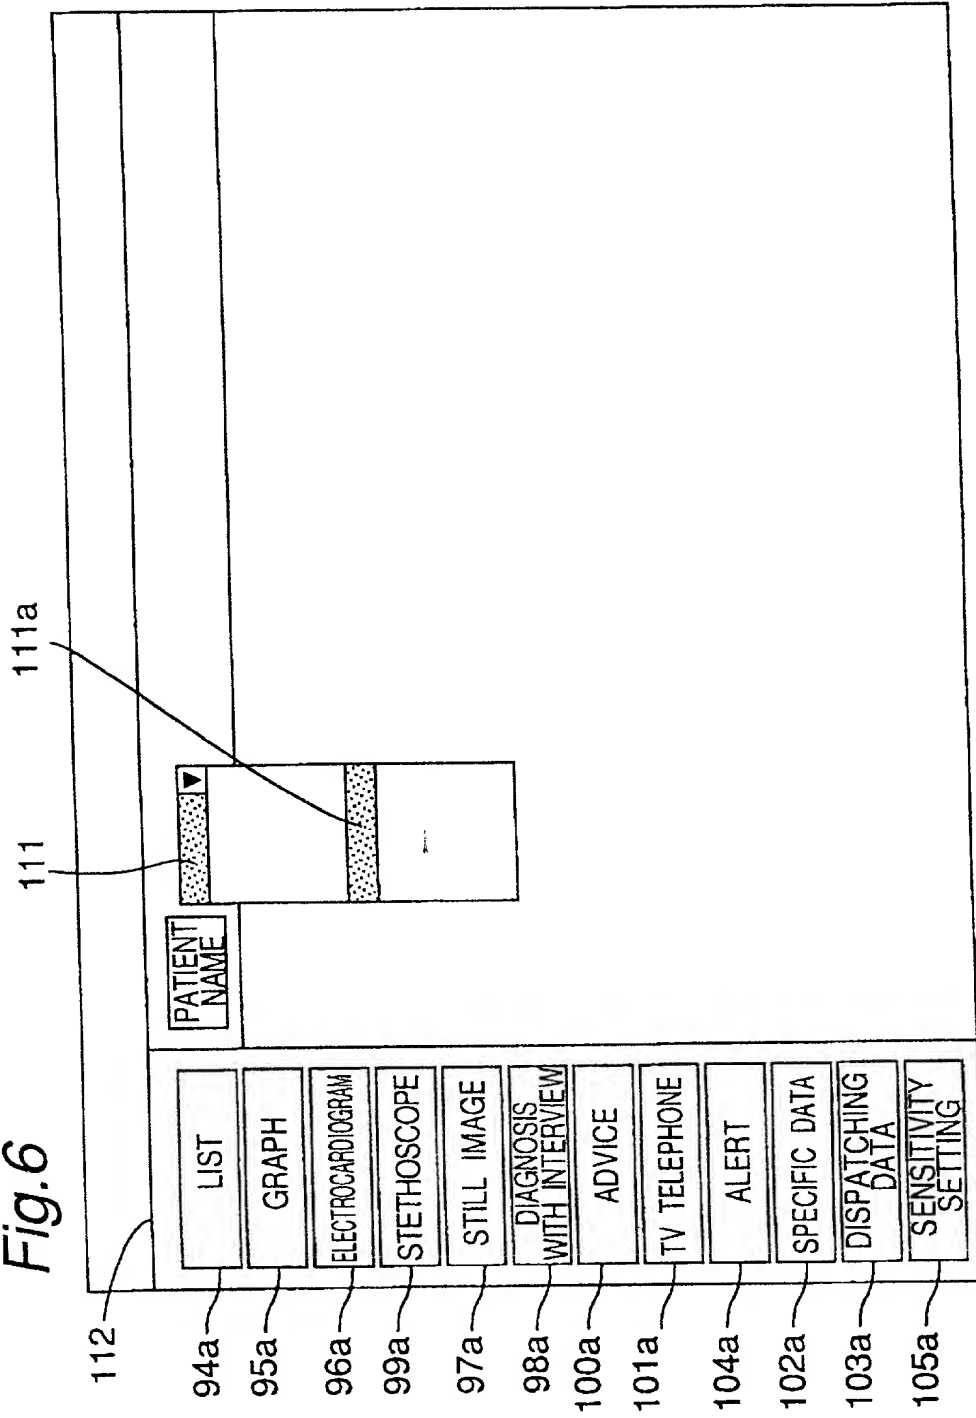 Fig.6
111
111a
112
PATIENT
NAME
94a
LIST
95a
GRAPH
96a
ELECTROCARDIOGRAM
99a
STETHOSCOPE
97a
STILL IMAGE
98a
DIAGNOSIS
WITH INTERVIEW
100a
ADVICE
101a
TV TELEPHONE
104a
ALERT
102a
SPECIFIC DATA
103a
DISPATCHING
DATA
105a
SENSITIVITY
SETTING